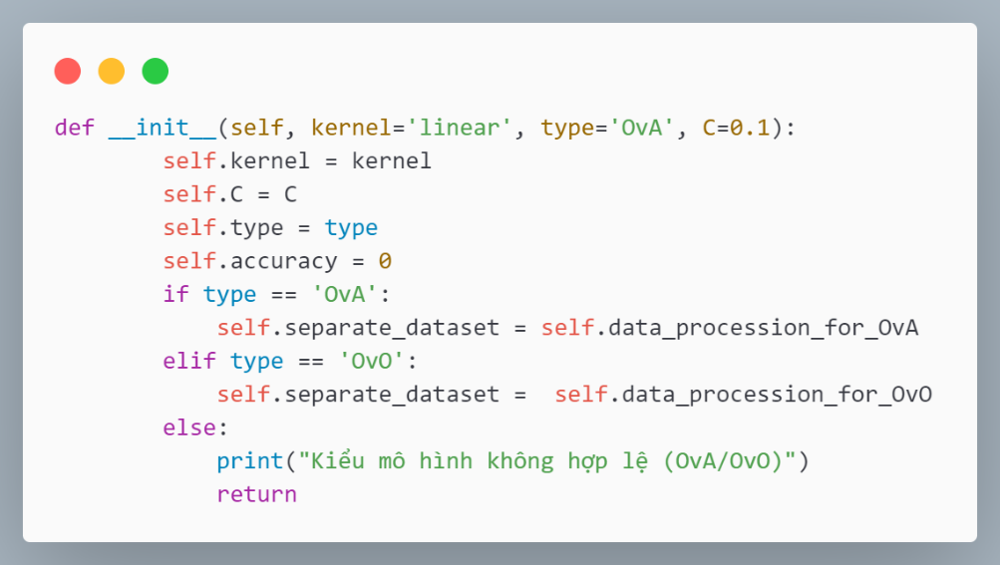 def __init__(self, kernel='linear', type='OvA', C=0.1):
        self.kernel = kernel
        self.C = C
        self.type = type
        self.accuracy = 0
        if type == 'OvA':
            self.separate_dataset = self.data_procession_for_OvA
        elif type == 'OvO':
            self.separate_dataset =  self.data_procession_for_OvO
        else:
            print("Kiểu mô hình không hợp lệ (OvA/OvO)")
            return